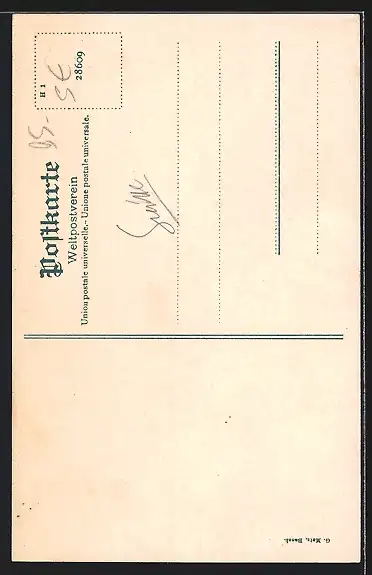 H 1
28609
Postkarte
Weltpostverein
Union postale universelle.- Unione postale universale.
G. Metz, Basel.